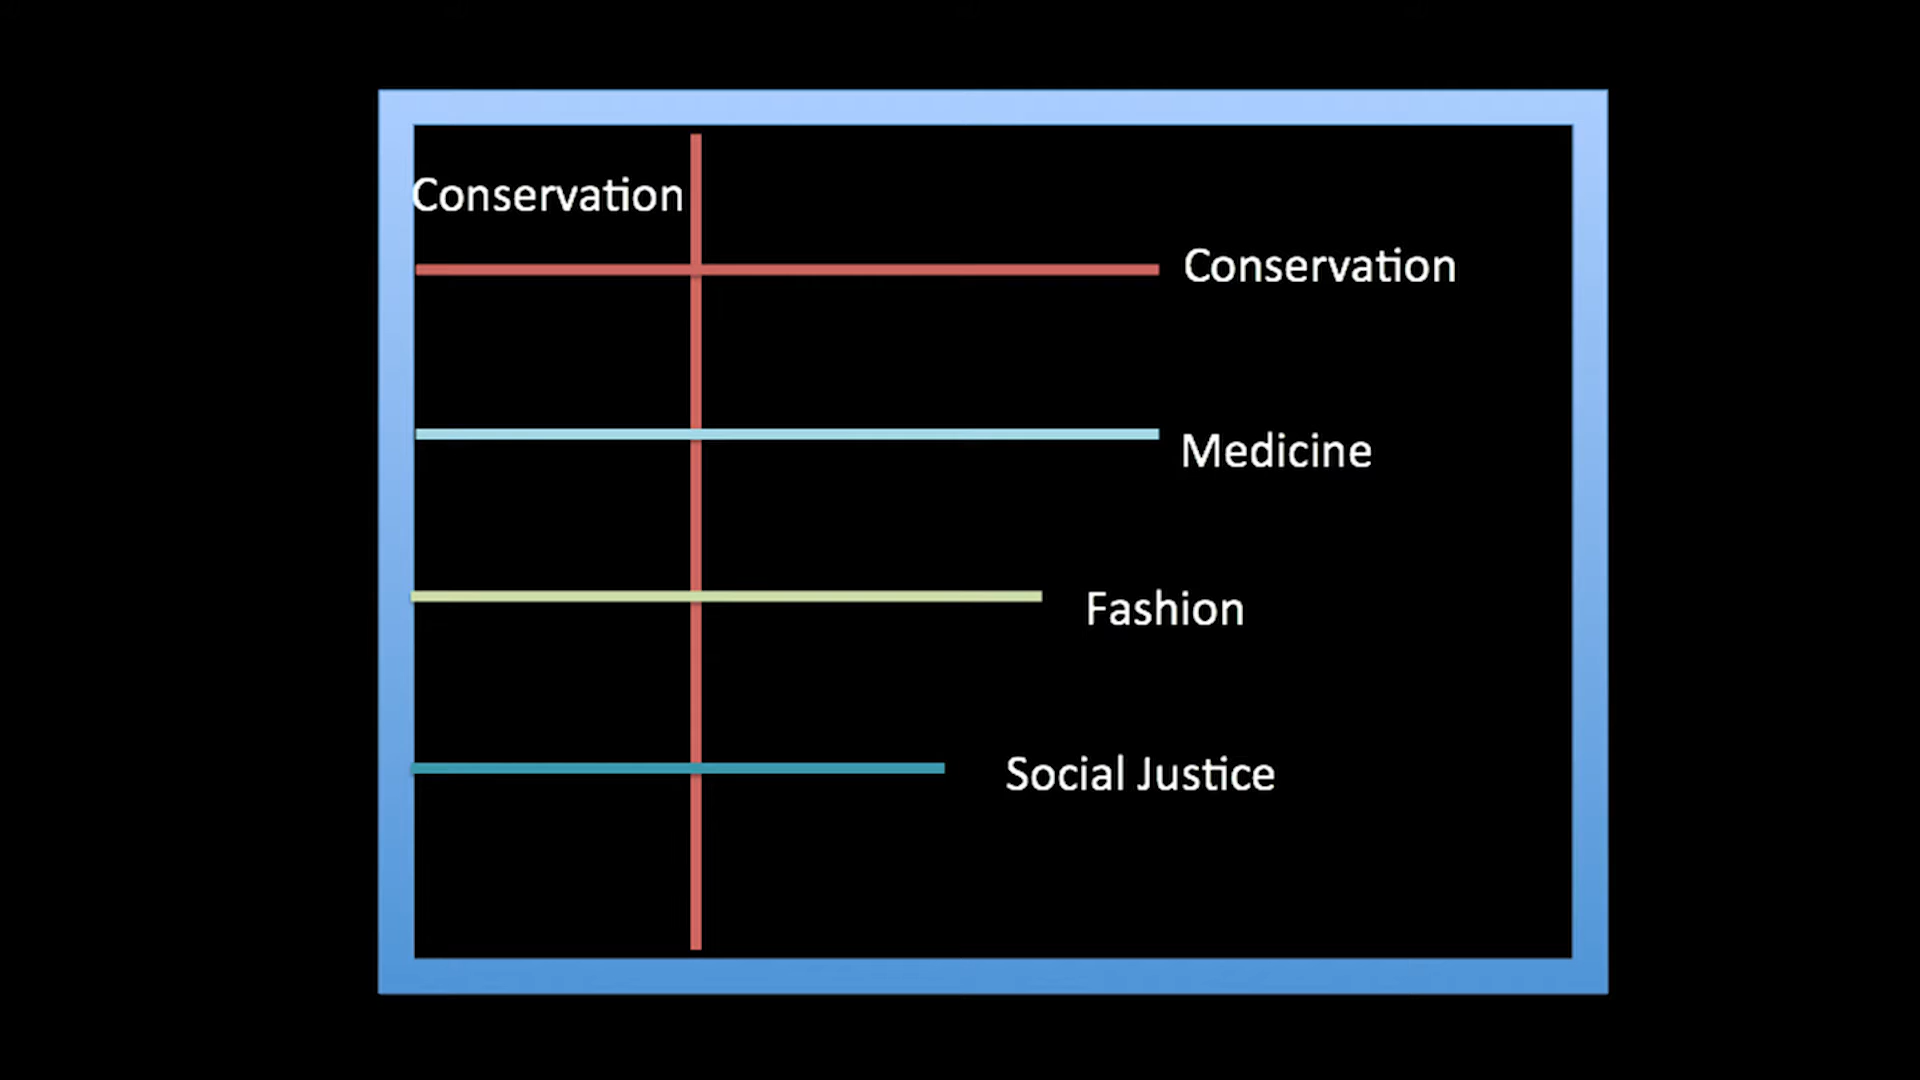 Conservation
Conservation
Medicine
Fashion
Social Justice